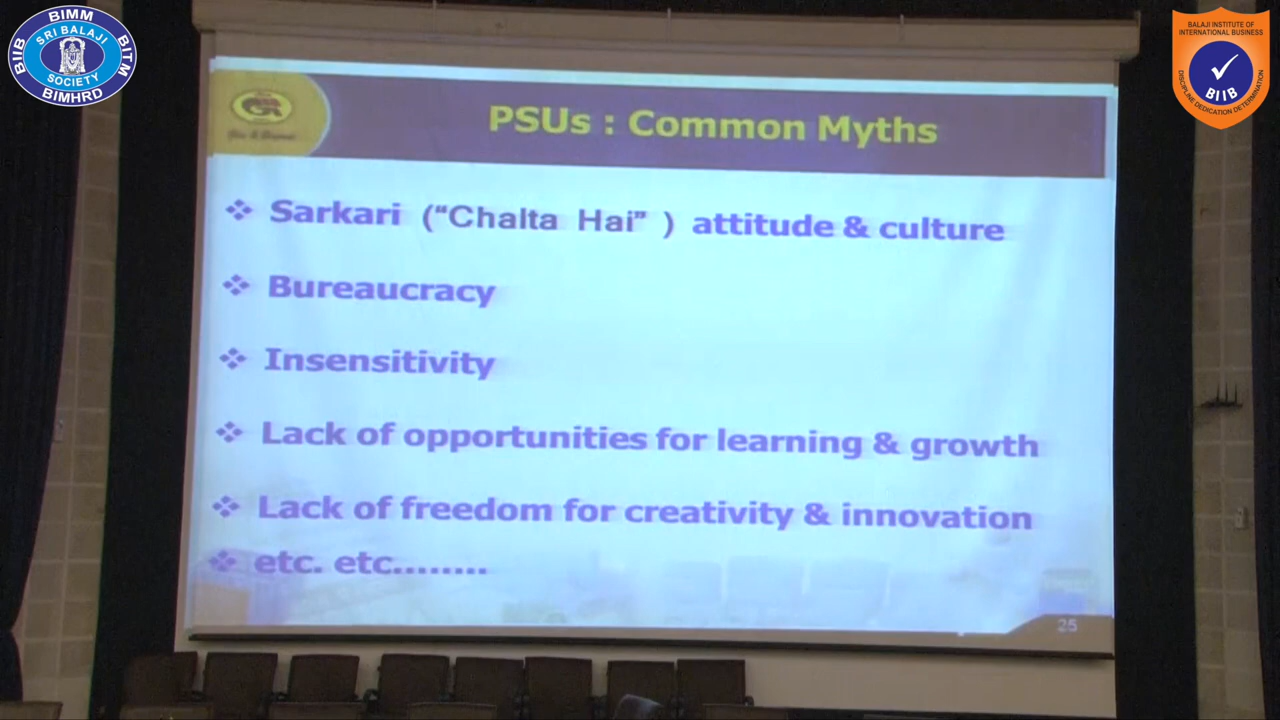 BIMM
BIIB
BITM
SRI BALAJI
SOCIETY
BIMHRD
BALAJI INSTITUTE OF
INTERNATIONAL BUSINESS
BIIB
DISCIPLINE DEDICATION DETERMINATION
PSUs : Common Myths
❖ Sarkari (“Chalta Hai” ) attitude & culture
❖ Bureaucracy
❖ Insensitivity
❖ Lack of opportunities for learning & growth
❖ Lack of freedom for creativity & innovation
❖ etc. etc........
25